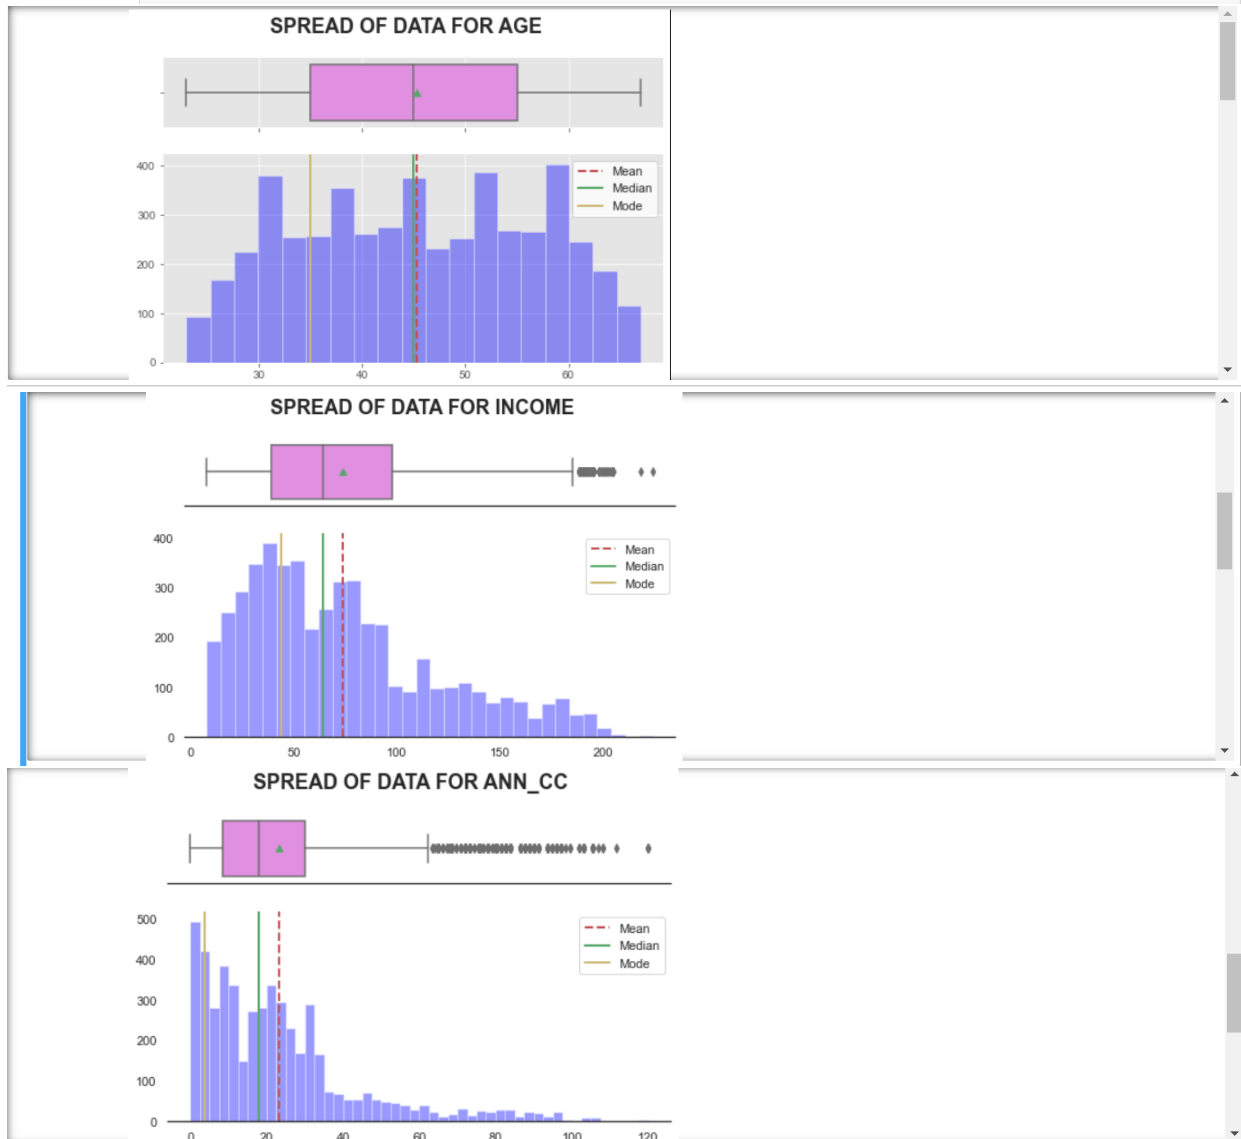 SPREAD OF DATA FOR AGE
400
300
200
100
0
Mean
Median
Mode
30
40
50
60
SPREAD OF DATA FOR INCOME
400
300
200
100
0
Mean
Median
Mode
0
50
100
150
200
SPREAD OF DATA FOR ANN_CC
500
400
300
200
100
0
Mean
Median
Mode
0
20
40
60
80
100
120